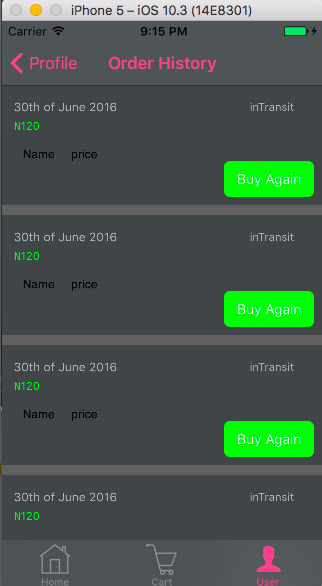 iPhone 5 – iOS 10.3 (14E8301)
Carrier 9:15 PM
Profile Order History
30th of June 2016 inTransit
N120
Name price
Buy Again
30th of June 2016 inTransit
N120
Name price
Buy Again
30th of June 2016 inTransit
N120
Name price
Buy Again
30th of June 2016 inTransit
N120
Home Cart User